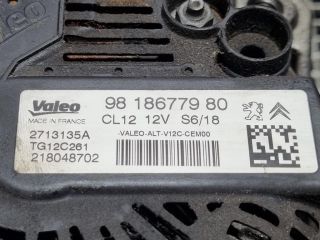 Valeo
MADE IN FRANCE
98 186779 80
CL12 12V S6/18
-VALEO-ALT-V12C-CEM00
2713135A
TG12C261
218048702